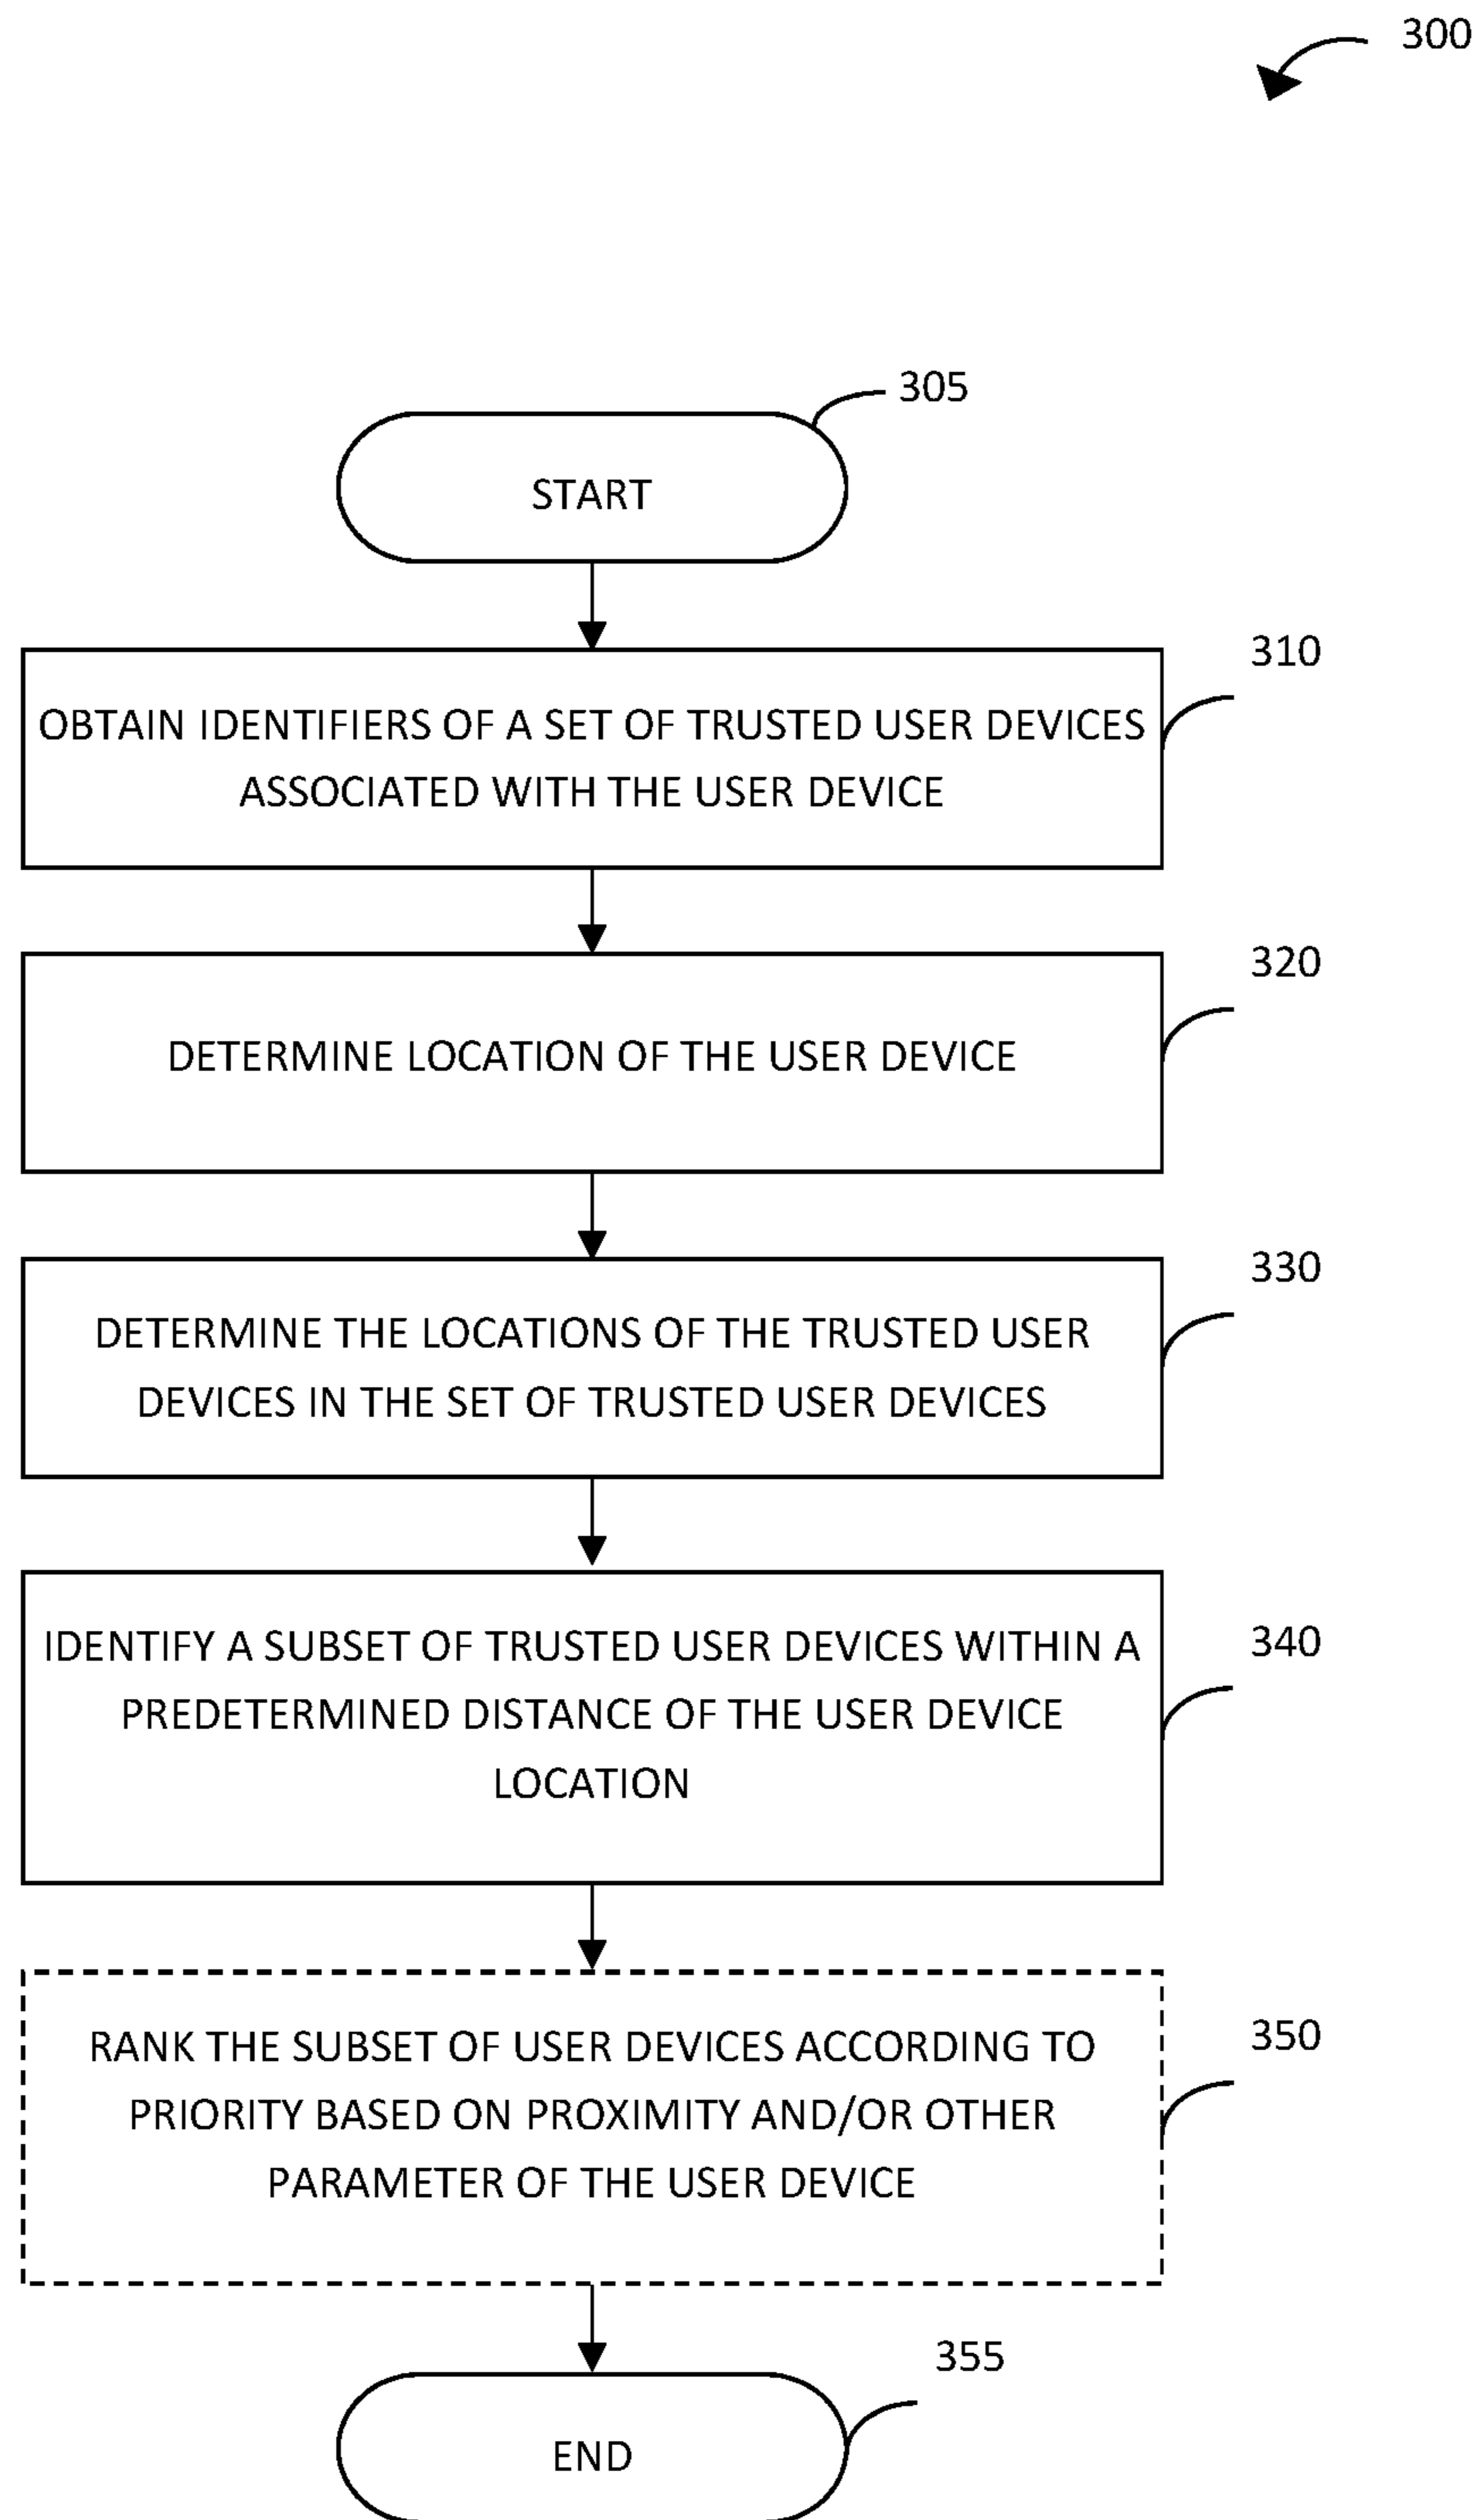 300
305
START
310
OBTAIN IDENTIFIERS OF A SET OF TRUSTED USER DEVICES
ASSOCIATED WITH THE USER DEVICE
320
DETERMINE LOCATION OF THE USER DEVICE
330
DETERMINE THE LOCATIONS OF THE TRUSTED USER
DEVICES IN THE SET OF TRUSTED USER DEVICES
340
IDENTIFY A SUBSET OF TRUSTED USER DEVICES WITHIN A
PREDETERMINED DISTANCE OF THE USER DEVICE
LOCATION
350
RANK THE SUBSET OF USER DEVICES ACCORDING TO
PRIORITY BASED ON PROXIMITY AND/OR OTHER
PARAMETER OF THE USER DEVICE
355
END